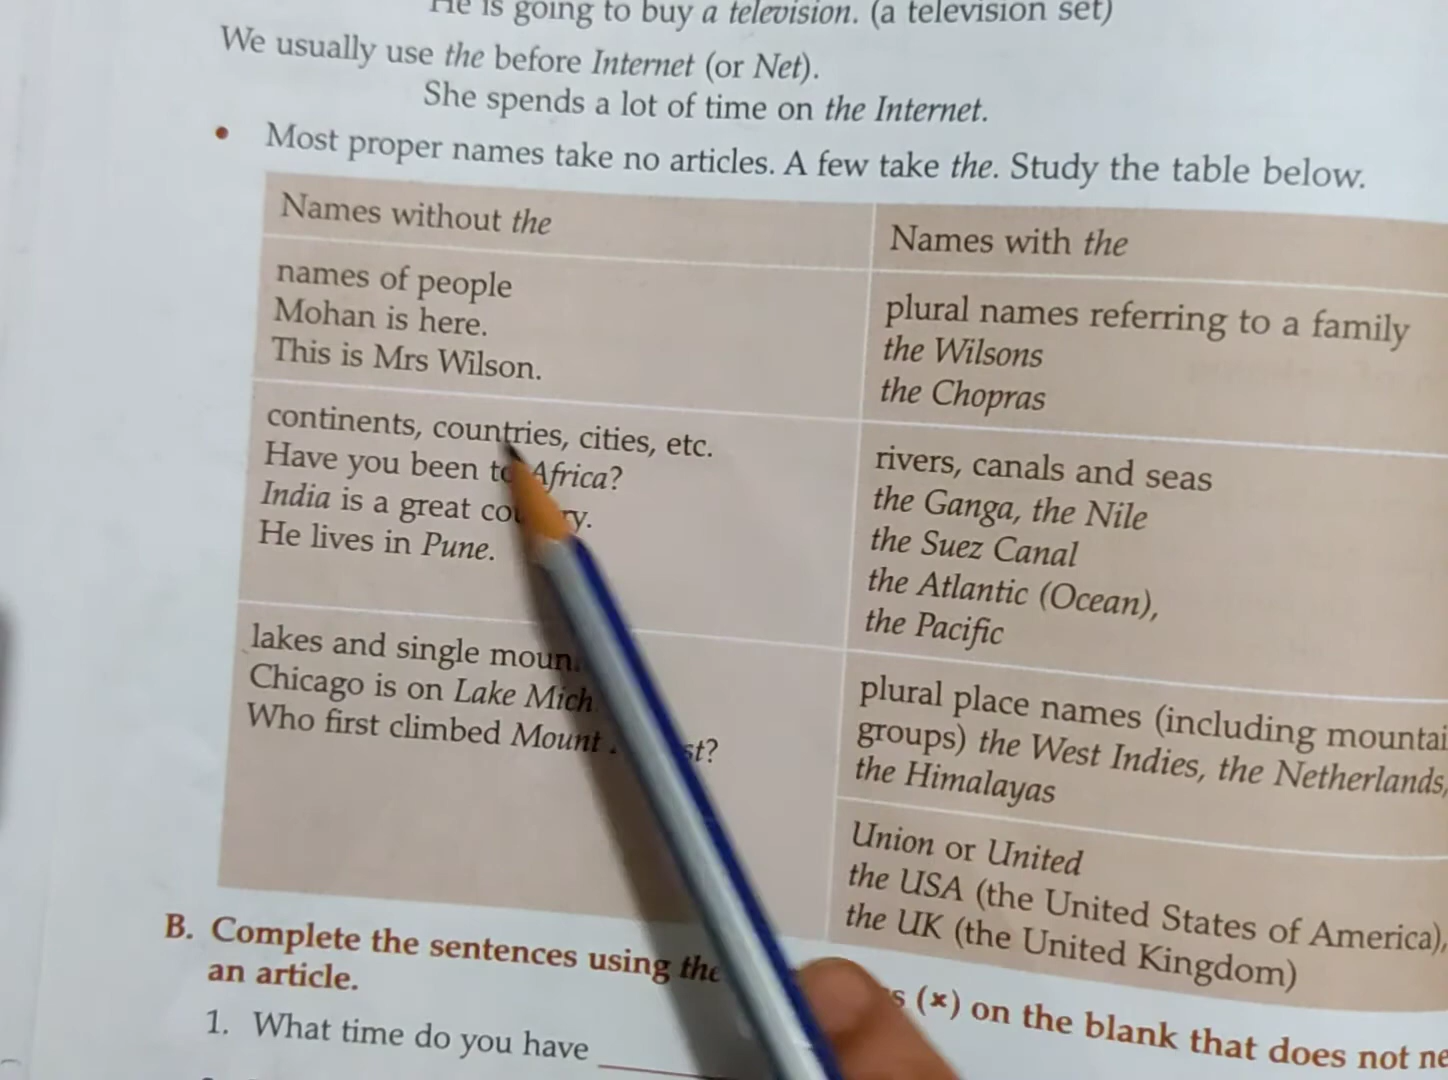 He is going to buy a television. (a television set)
We usually use the before Internet (or Net).
She spends a lot of time on the Internet.
• Most proper names take no articles. A few take the. Study the table below.
Names without the
names of people
Mohan is here.
This is Mrs Wilson.
continents, countries, cities, etc.
Have you been to Africa?
India is a great country.
He lives in Pune.
lakes and single moun
Chicago is on Lake Mich
Who first climbed Mount st?
Names with the
plural names referring to a family
the Wilsons
the Chopras
rivers, canals and seas
the Ganga, the Nile
the Suez Canal
the Atlantic (Ocean),
the Pacific
plural place names (including mountai
groups) the West Indies, the Netherlands,
the Himalayas
Union or United
the USA (the United States of America),
the UK (the United Kingdom)
B. Complete the sentences using the s (×) on the blank that does not ne
an article.
1. What time do you have